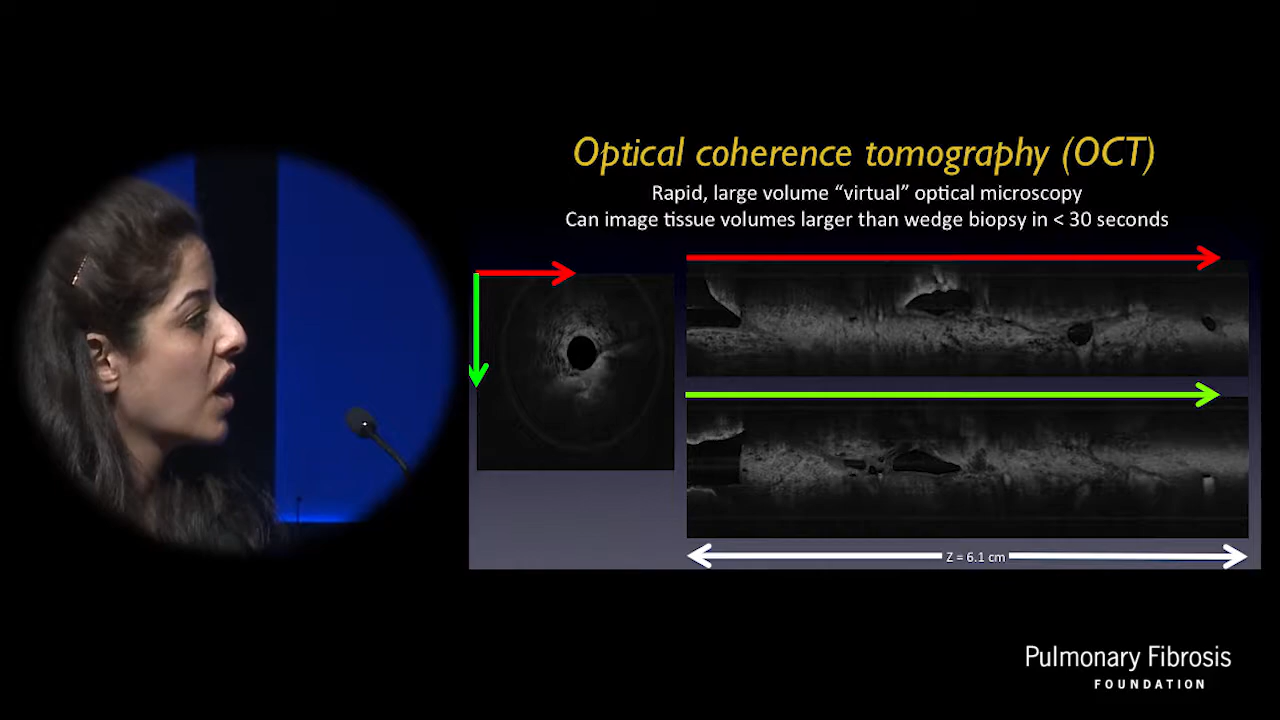 Optical coherence tomography (OCT)
Rapid, large volume “virtual” optical microscopy
Can image tissue volumes larger than wedge biopsy in < 30 seconds
Z = 6.1 cm
Pulmonary Fibrosis
FOUNDATION